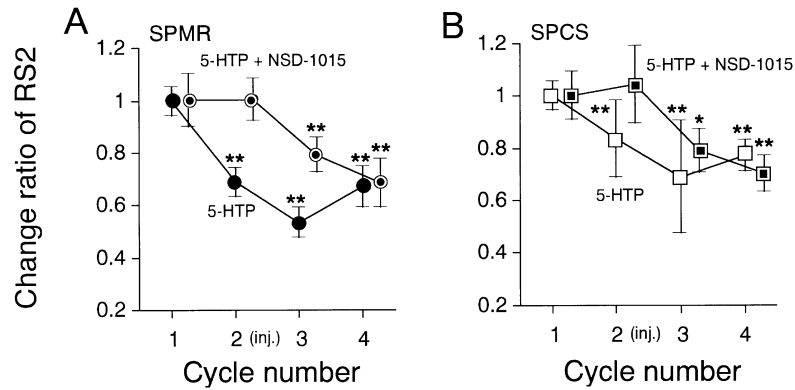 A
SPMR
5-HTP + NSD-1015
Change ratio of RS2
1.2
1
0.8
0.6
0.4
0.2
**
**
**
**
**
5-HTP
1 2 (inj.) 3 4
Cycle number
B
SPCS
5-HTP + NSD-1015
1.2
1
0.8
0.6
0.4
0.2
**
**
*
**
**
5-HTP
1 2 (inj.) 3 4
Cycle number